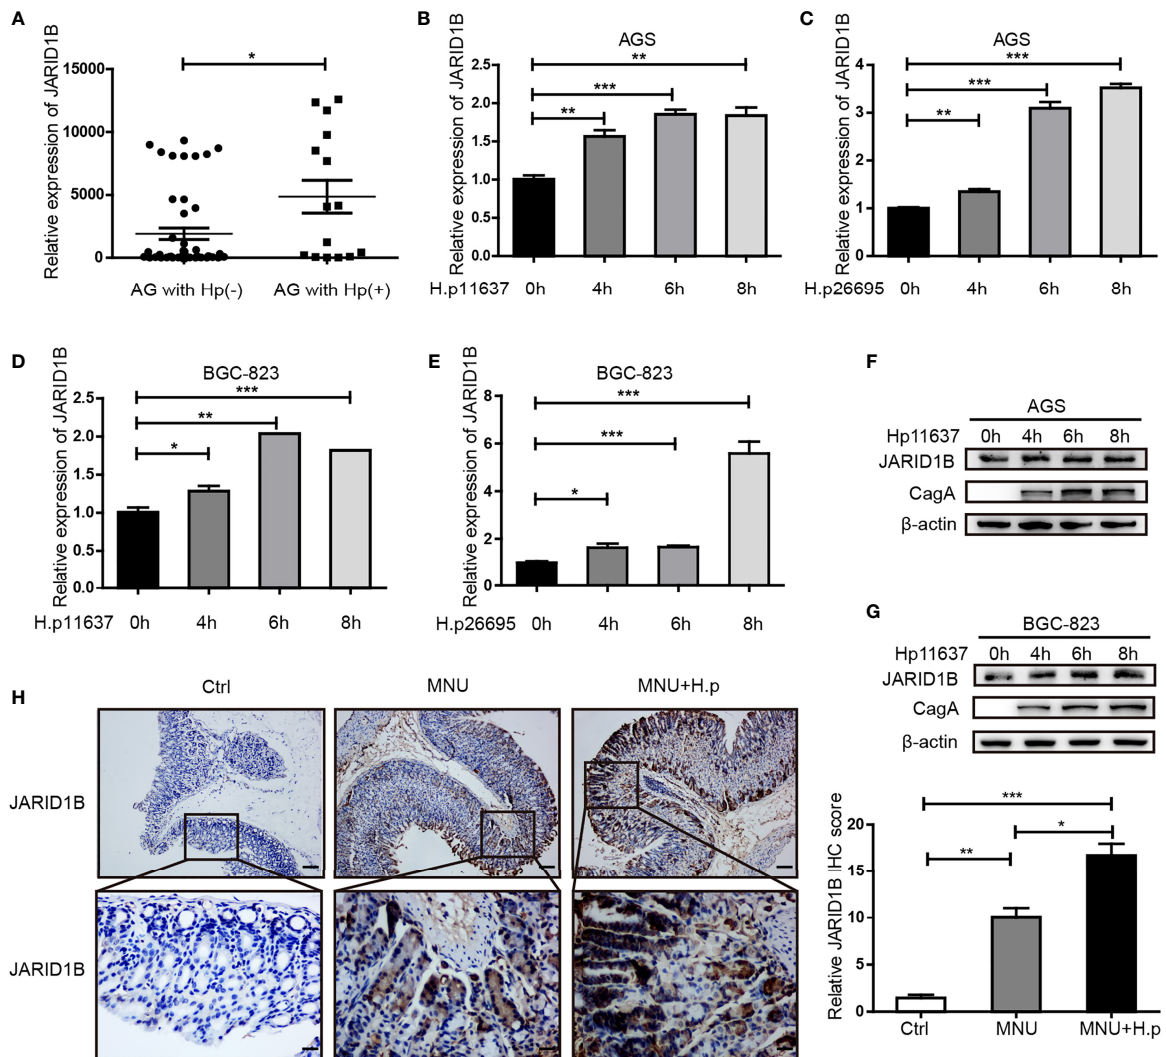 A
Relative expression of JARID1B
15000
10000
5000
0
*
AG with Hp(-)
AG with Hp(+)
B
AGS
Relative expression of JARID1B
2.5
2.0
1.5
1.0
0.5
0.0
**
***
**
H.p11637 0h 4h 6h 8h
C
AGS
Relative expression of JARID1B
5
4
3
2
1
0
***
***
**
H.p26695 0h 4h 6h 8h
D
BGC-823
Relative expression of JARID1B
2.5
2.0
1.5
1.0
0.5
0.0
***
**
*
H.p11637 0h 4h 6h 8h
E
BGC-823
Relative expression of JARID1B
8
6
4
2
0
***
***
*
H.p26695 0h 4h 6h 8h
F
AGS
Hp11637 0h 4h 6h 8h
JARID1B
CagA
β-actin
G
BGC-823
Hp11637 0h 4h 6h 8h
JARID1B
CagA
β-actin
H
Ctrl MNU MNU+H.p
JARID1B
JARID1B
Relative JARID1B IHC score
20
15
10
5
0
***
*
**
Ctrl MNU MNU+H.p